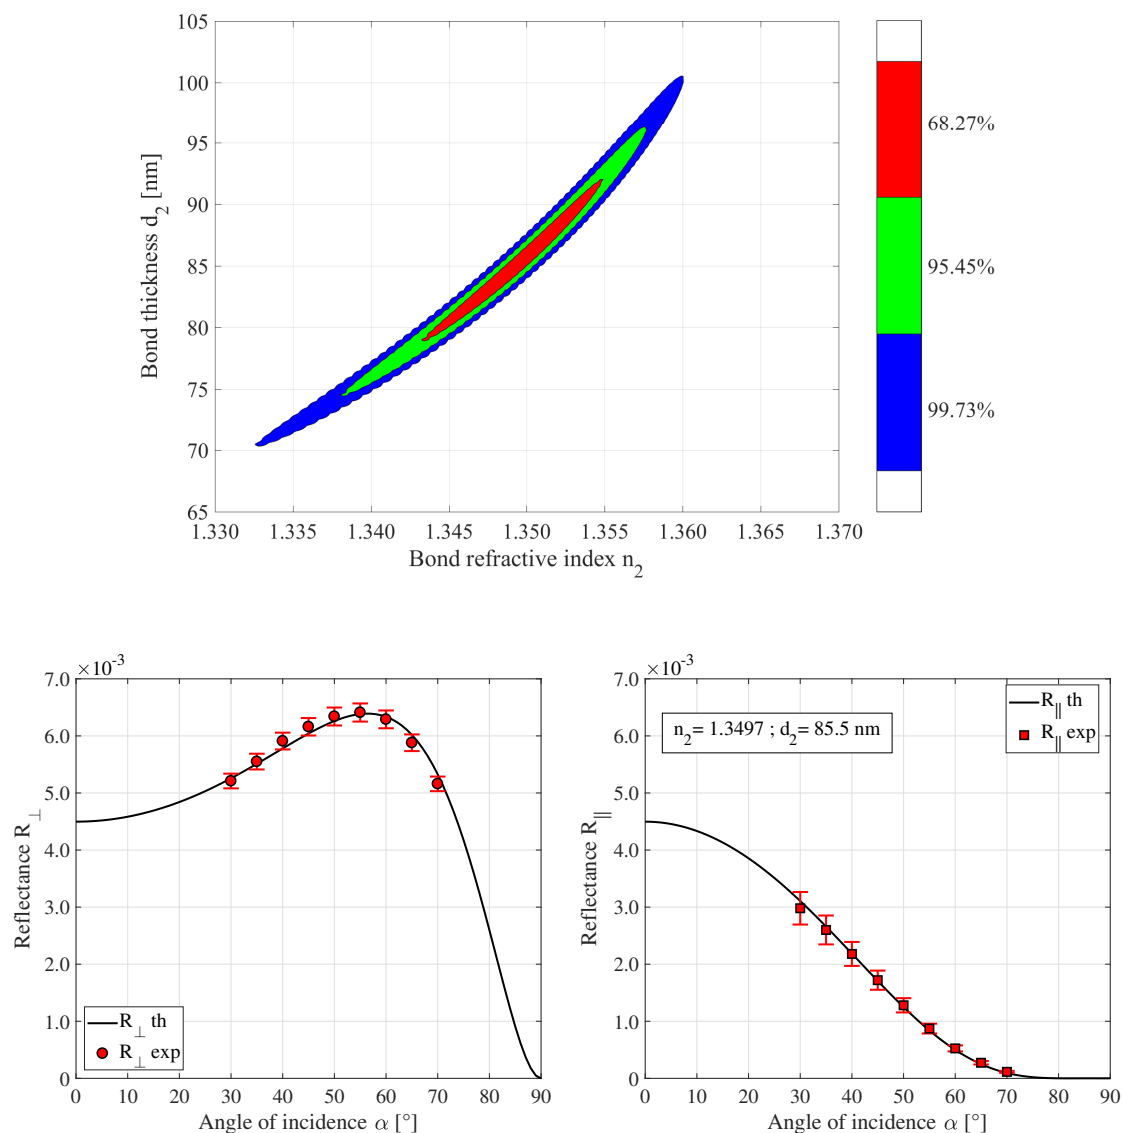 105
100
95
90
85
80
75
70
65
Bond thickness d2 [nm]
1.330 1.335 1.340 1.345 1.350 1.355 1.360 1.365 1.370
Bond refractive index n2
68.27%
95.45%
99.73%
×10-3
7.0
6.0
5.0
4.0
3.0
2.0
1.0
0
Reflectance R⊥
R⊥ th
R⊥ exp
0 10 20 30 40 50 60 70 80 90
Angle of incidence α [°]
×10-3
7.0
6.0
5.0
4.0
3.0
2.0
1.0
0
Reflectance R||
n2= 1.3497 ; d2= 85.5 nm
R|| th
R|| exp
0 10 20 30 40 50 60 70 80 90
Angle of incidence α [°]